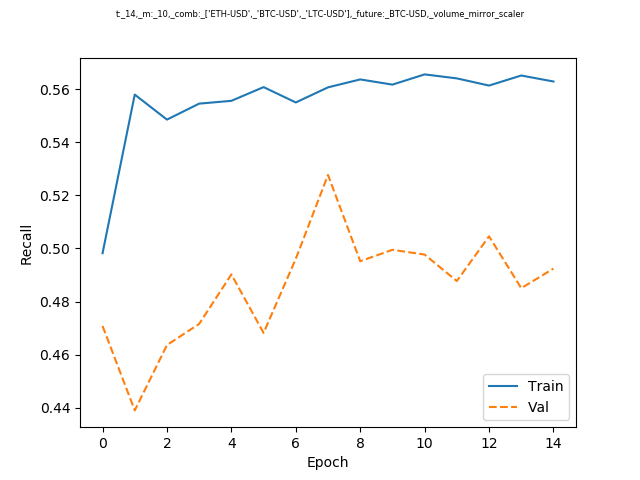 t:_14,_m:_10,_comb:_['ETH-USD',_'BTC-USD',_'LTC-USD'],_future:_BTC-USD,_volume_mirror_scaler
0.56
0.54
0.52
0.50
0.48
0.46
0.44
Recall
Train
Val
0 2 4 6 8 10 12 14
Epoch